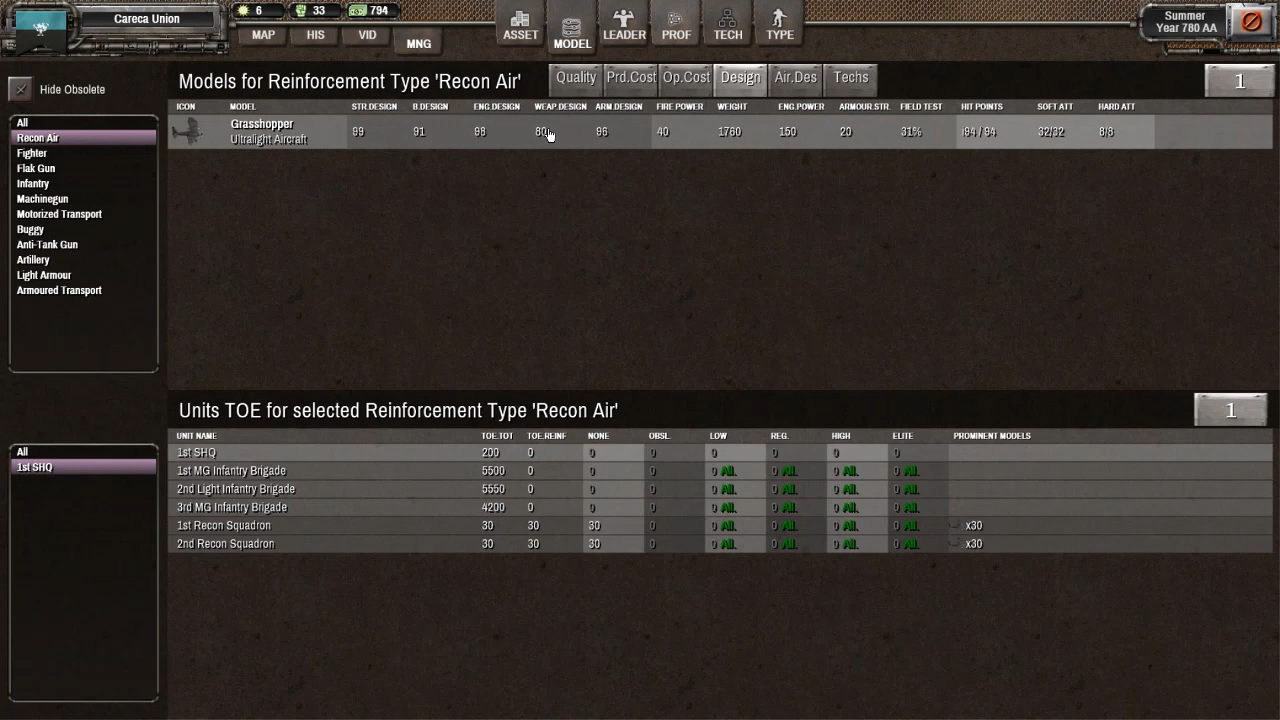 Careca Union
6
33
794
MAP
HIS
VID
MNG
ASSET
MODEL
LEADER
PROF
TECH
TYPE
Summer
Year 780 AA
Hide Obsolete
Models for Reinforcement Type 'Recon Air'
Quality
Prd.Cost
Op.Cost
Design
Air.Des
Techs
1
ICON MODEL STR.DESIGN B.DESIGN ENG.DESIGN WEAP.DESIGN ARM.DESIGN FIRE POWER WEIGHT ENG.POWER ARMOUR.STR. FIELD TEST HIT POINTS SOFT ATT HARD ATT
Grasshopper
Ultralight Aircraft
99 91 98 80 96 40 1760 150 20 31% 94 / 94 32/32 8/8
All
Recon Air
Fighter
Flak Gun
Infantry
Machinegun
Motorized Transport
Buggy
Anti-Tank Gun
Artillery
Light Armour
Armoured Transport
Units TOE for selected Reinforcement Type 'Recon Air'
1
UNIT NAME TOE.TOT TOE.REINF NONE OBSL. LOW REG. HIGH ELITE PROMINENT MODELS
1st SHQ 200 0 0 0 0 0 0 0
1st MG Infantry Brigade 5500 0 0 0 0 All. 0 All. 0 All. 0 All.
2nd Light Infantry Brigade 5550 0 0 0 0 All. 0 All. 0 All. 0 All.
3rd MG Infantry Brigade 4200 0 0 0 0 All. 0 All. 0 All. 0 All.
1st Recon Squadron 30 30 30 0 0 All. 0 All. 0 All. 0 All. x30
2nd Recon Squadron 30 30 30 0 0 All. 0 All. 0 All. 0 All. x30
All
1st SHQ